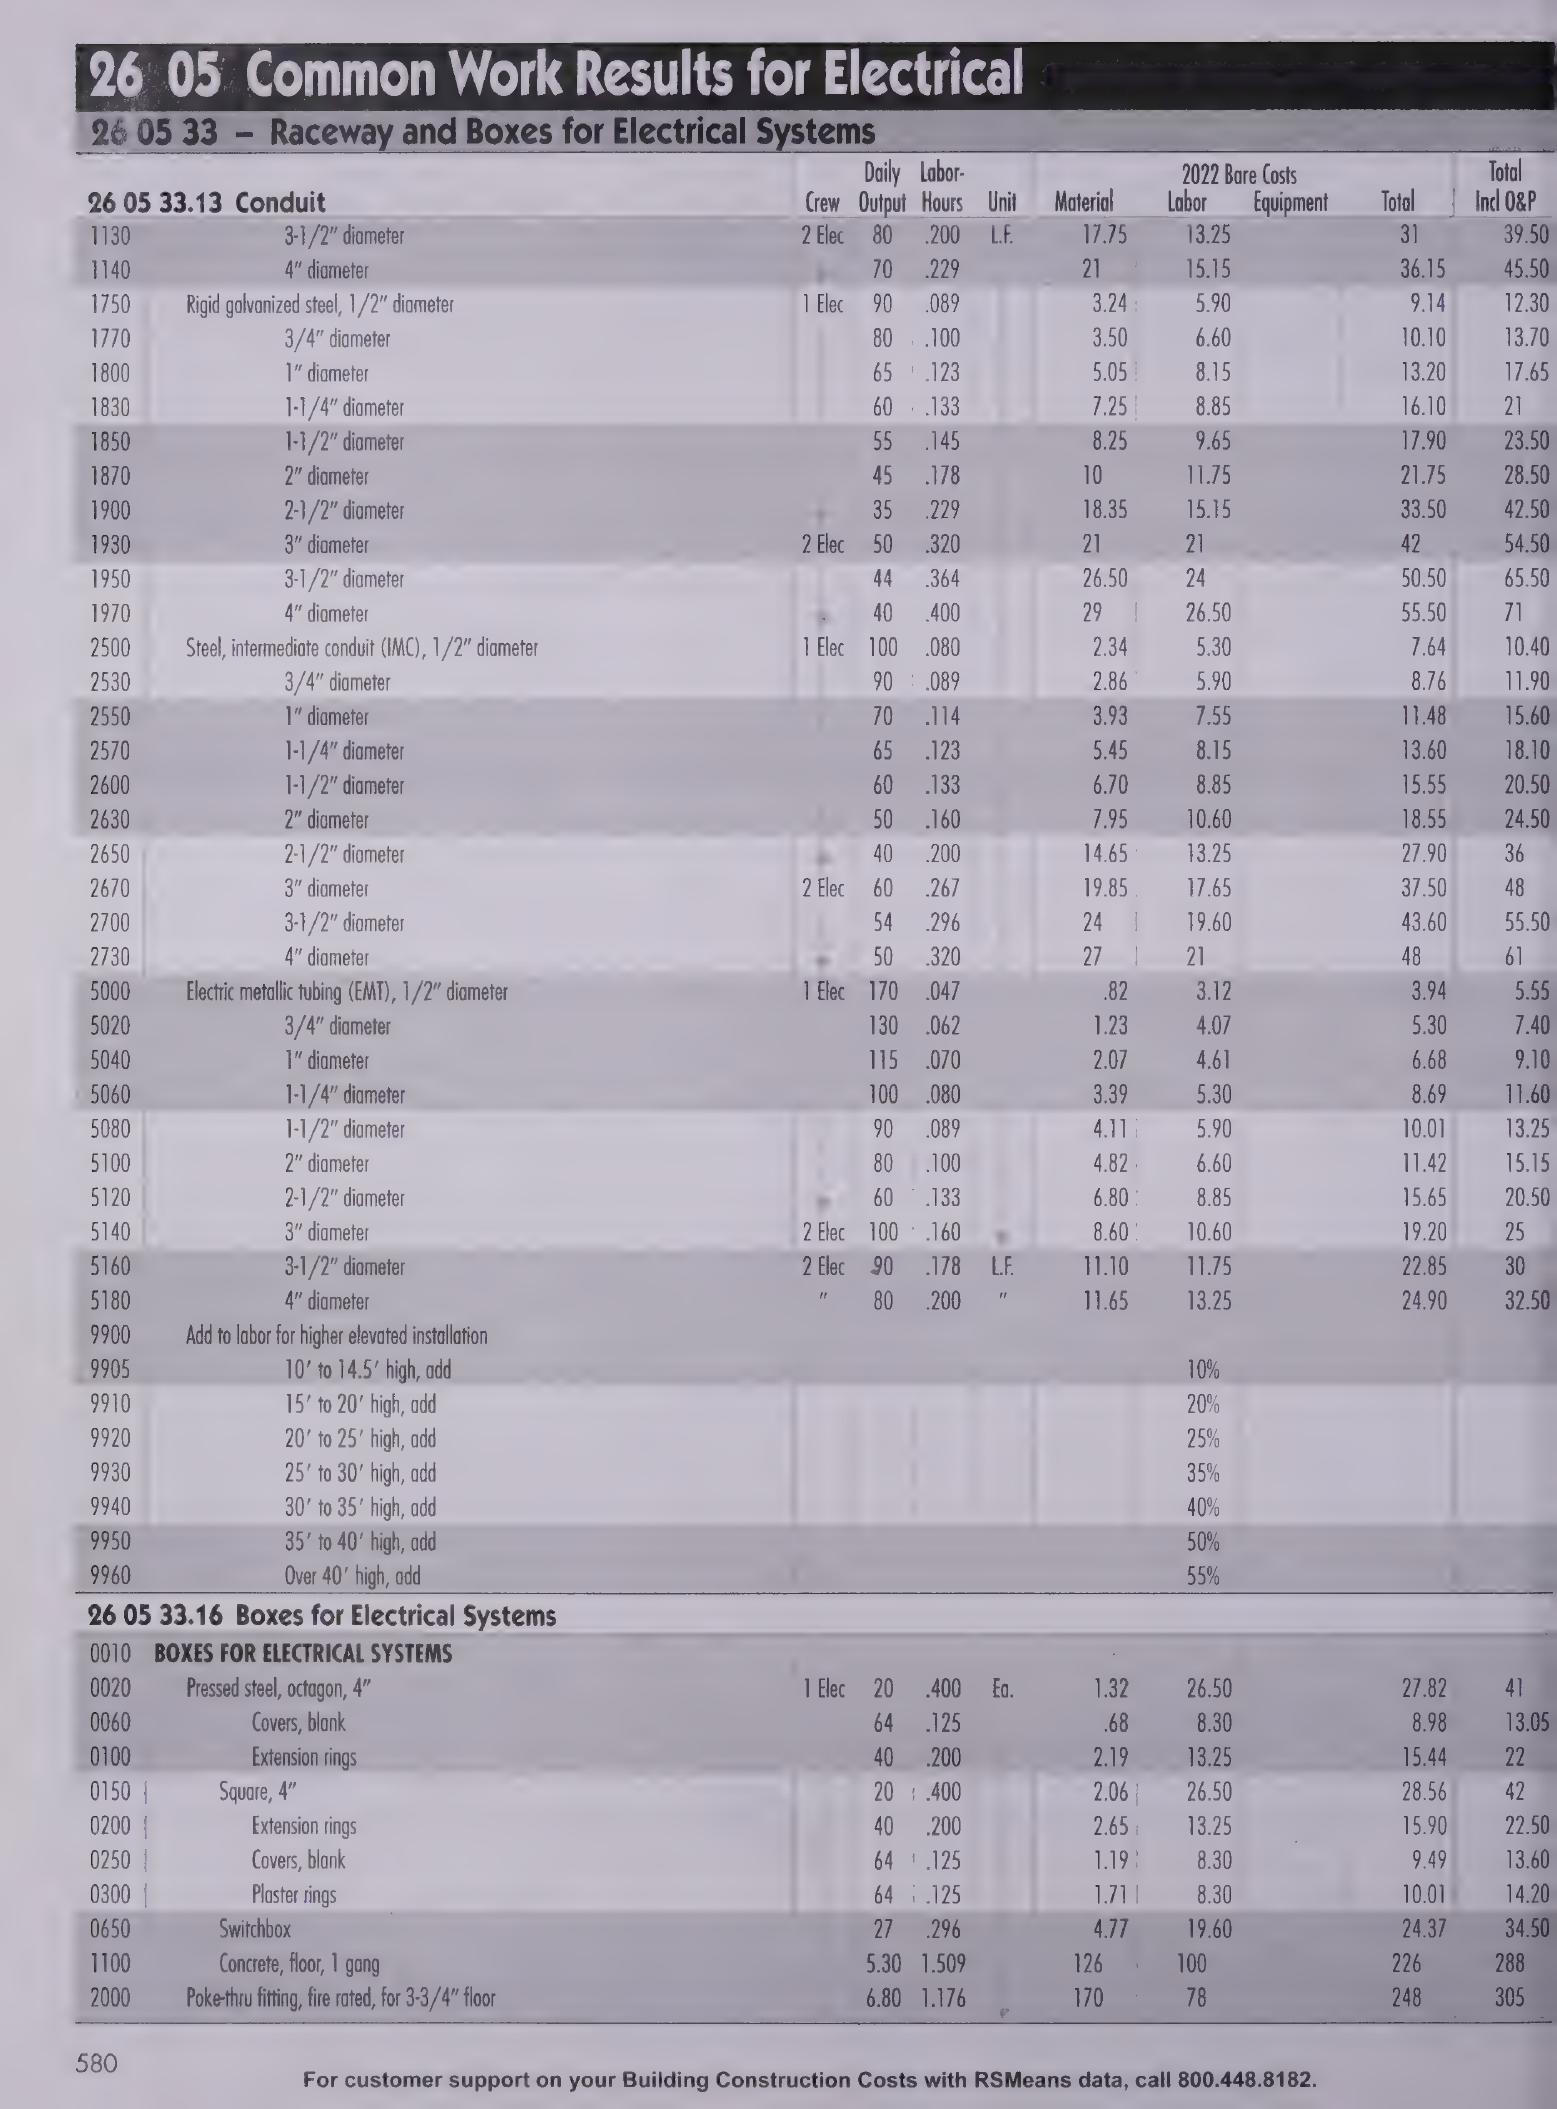 26 05 Common Work Results for Electrical
26 05 33 – Raceway and Boxes for Electrical Systems
Daily Labor- 2022 Bare Costs Total
26 05 33.13 Conduit Crew Output Hours Unit Material Labor Equipment Total Incl O&P
1130 3-1/2" diameter 2 Elec 80 .200 L.F. 17.75 13.25 31 39.50
1140 4" diameter 70 .229 21 15.15 36.15 45.50
1750 Rigid galvanized steel, 1/2" diameter 1 Elec 90 .089 3.24 5.90 9.14 12.30
1770 3/4" diameter 80 .100 3.50 6.60 10.10 13.70
1800 1" diameter 65 .123 5.05 8.15 13.20 17.65
1830 1-1/4" diameter 60 .133 7.25 8.85 16.10 21
1850 1-1/2" diameter 55 .145 8.25 9.65 17.90 23.50
1870 2" diameter 45 .178 10 11.75 21.75 28.50
1900 2-1/2" diameter 35 .229 18.35 15.15 33.50 42.50
1930 3" diameter 2 Elec 50 .320 21 21 42 54.50
1950 3-1/2" diameter 44 .364 26.50 24 50.50 65.50
1970 4" diameter 40 .400 29 26.50 55.50 71
2500 Steel, intermediate conduit (IMC), 1/2" diameter 1 Elec 100 .080 2.34 5.30 7.64 10.40
2530 3/4" diameter 90 .089 2.86 5.90 8.76 11.90
2550 1" diameter 70 .114 3.93 7.55 11.48 15.60
2570 1-1/4" diameter 65 .123 5.45 8.15 13.60 18.10
2600 1-1/2" diameter 60 .133 6.70 8.85 15.55 20.50
2630 2" diameter 50 .160 7.95 10.60 18.55 24.50
2650 2-1/2" diameter 40 .200 14.65 13.25 27.90 36
2670 3" diameter 2 Elec 60 .267 19.85 17.65 37.50 48
2700 3-1/2" diameter 54 .296 24 19.60 43.60 55.50
2730 4" diameter 50 .320 27 21 48 61
5000 Electric metallic tubing (EMT), 1/2" diameter 1 Elec 170 .047 .82 3.12 3.94 5.55
5020 3/4" diameter 130 .062 1.23 4.07 5.30 7.40
5040 1" diameter 115 .070 2.07 4.61 6.68 9.10
5060 1-1/4" diameter 100 .080 3.39 5.30 8.69 11.60
5080 1-1/2" diameter 90 .089 4.11 5.90 10.01 13.25
5100 2" diameter 80 .100 4.82 6.60 11.42 15.15
5120 2-1/2" diameter 60 .133 6.80 8.85 15.65 20.50
5140 3" diameter 2 Elec 100 .160 8.60 10.60 19.20 25
5160 3-1/2" diameter 2 Elec 90 .178 L.F. 11.10 11.75 22.85 30
5180 4" diameter " 80 .200 " 11.65 13.25 24.90 32.50
9900 Add to labor for higher elevated installation
9905 10' to 14.5' high, add 10%
9910 15' to 20' high, add 20%
9920 20' to 25' high, add 25%
9930 25' to 30' high, add 35%
9940 30' to 35' high, add 40%
9950 35' to 40' high, add 50%
9960 Over 40' high, add 55%
26 05 33.16 Boxes for Electrical Systems
0010 BOXES FOR ELECTRICAL SYSTEMS
0020 Pressed steel, octagon, 4" 1 Elec 20 .400 Ea. 1.32 26.50 27.82 41
0060 Covers, blank 64 .125 .68 8.30 8.98 13.05
0100 Extension rings 40 .200 2.19 13.25 15.44 22
0150 Square, 4" 20 .400 2.06 26.50 28.56 42
0200 Extension rings 40 .200 2.65 13.25 15.90 22.50
0250 Covers, blank 64 .125 1.19 8.30 9.49 13.60
0300 Plaster rings 64 .125 1.71 8.30 10.01 14.20
0650 Switchbox 27 .296 4.77 19.60 24.37 34.50
1100 Concrete, floor, 1 gang 5.30 1.509 126 100 226 288
2000 Poke-thru fitting, fire rated, for 3-3/4" floor 6.80 1.176 170 78 248 305
580
For customer support on your Building Construction Costs with RSMeans data, call 800.448.8182.